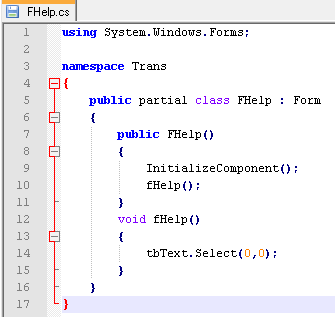 FHelp.cs
1 using System.Windows.Forms;
2
3 namespace Trans
4 {
5 public partial class FHelp : Form
6 {
7 public FHelp()
8 {
9 InitializeComponent();
10 fHelp();
11 }
12 void fHelp()
13 {
14 tbText.Select(0,0);
15 }
16 }
17 }